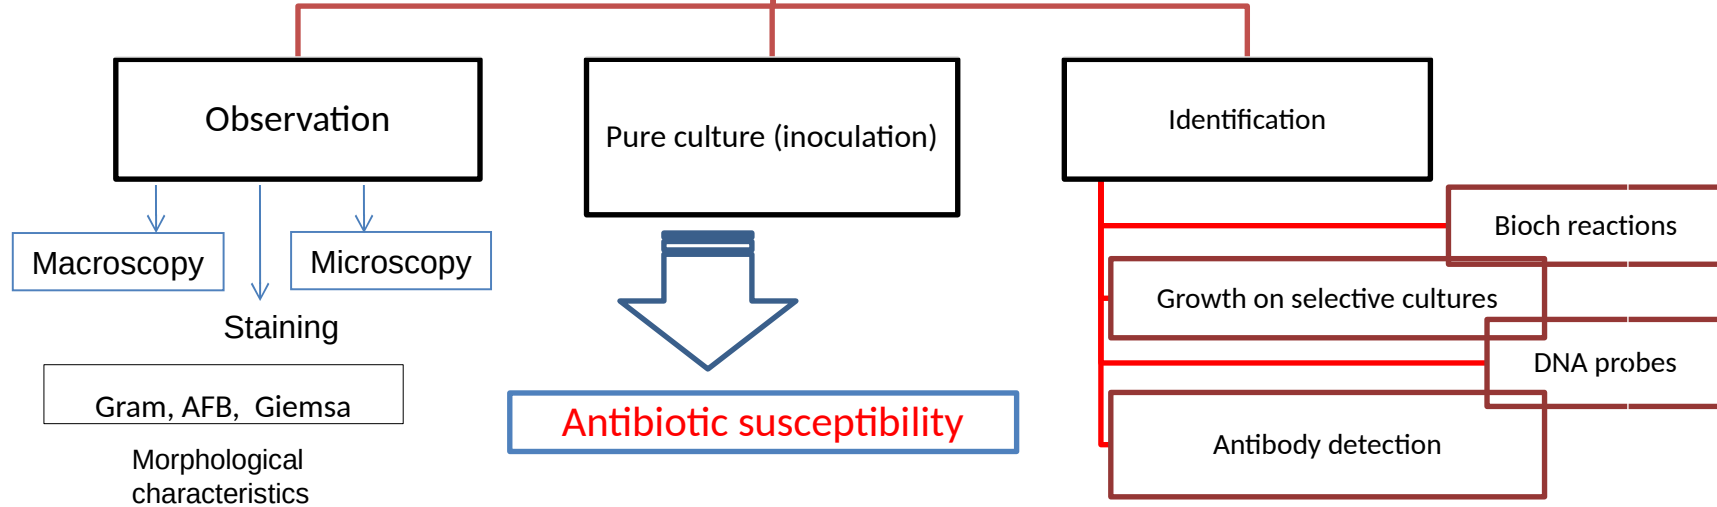 Observation
Pure culture (inoculation)
Identification
Macroscopy
Microscopy
Staining
Gram, AFB, Giemsa
Morphological
characteristics
Antibiotic susceptibility
Bioch reactions
Growth on selective cultures
DNA probes
Antibody detection